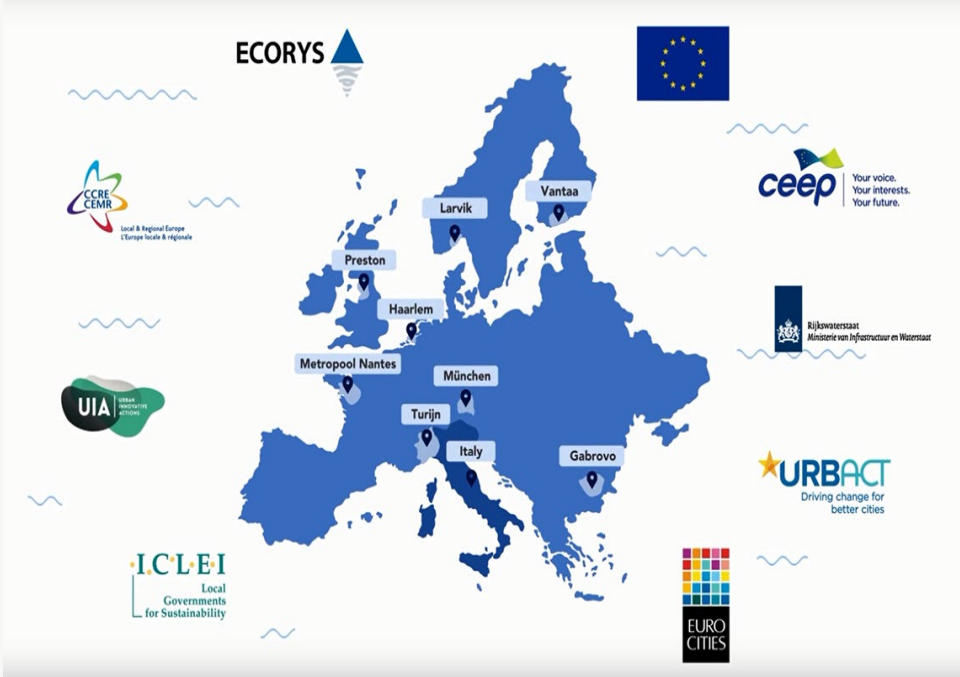 ECORYS
CCRE
CEMR
Local & Regional Europe
L'Europe locale & régionale
ceep
Your voice.
Your interests.
Your future.
Vantaa
Larvik
Preston
Haarlem
Rijkswaterstaat
Ministerie van Infrastructuur en Waterstaat
Metropool Nantes
München
UIA
URBAN
INNOVATIVE
ACTIONS
Turijn
Italy
Gabrovo
URBACT
Driving change for
better cities
I.C.L.E.I
Local
Governments
for Sustainability
EURO
CITIES